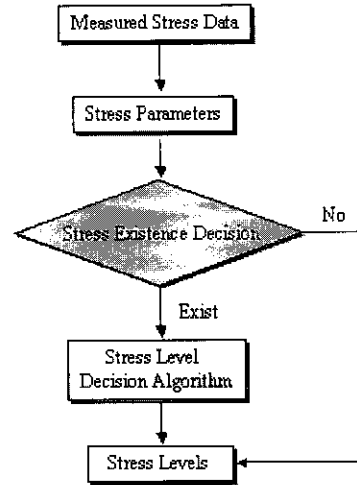 Measured Stress Data
Stress Parameters
Stress Existence Decision
No
Exist
Stress Level
Decision Algorithm
Stress Levels